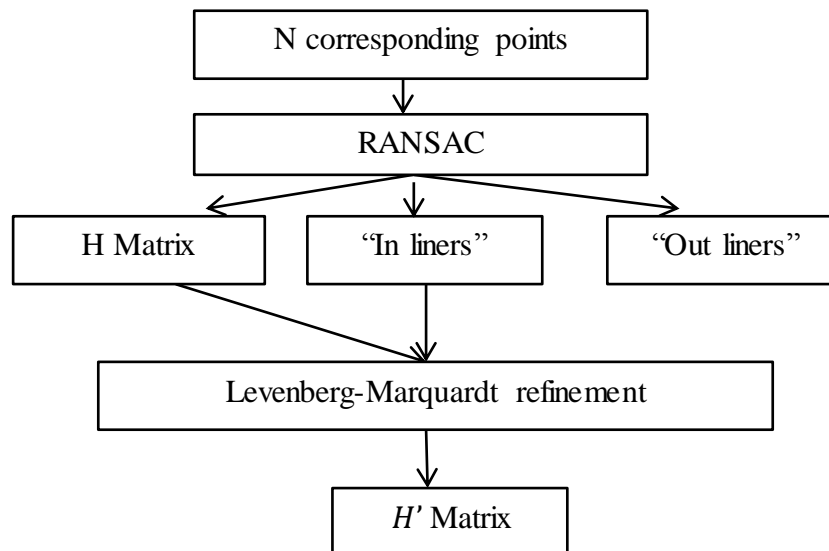 N corresponding points
RANSAC
H Matrix
“In liners”
“Out liners”
Levenberg-Marquardt refinement
H’ Matrix